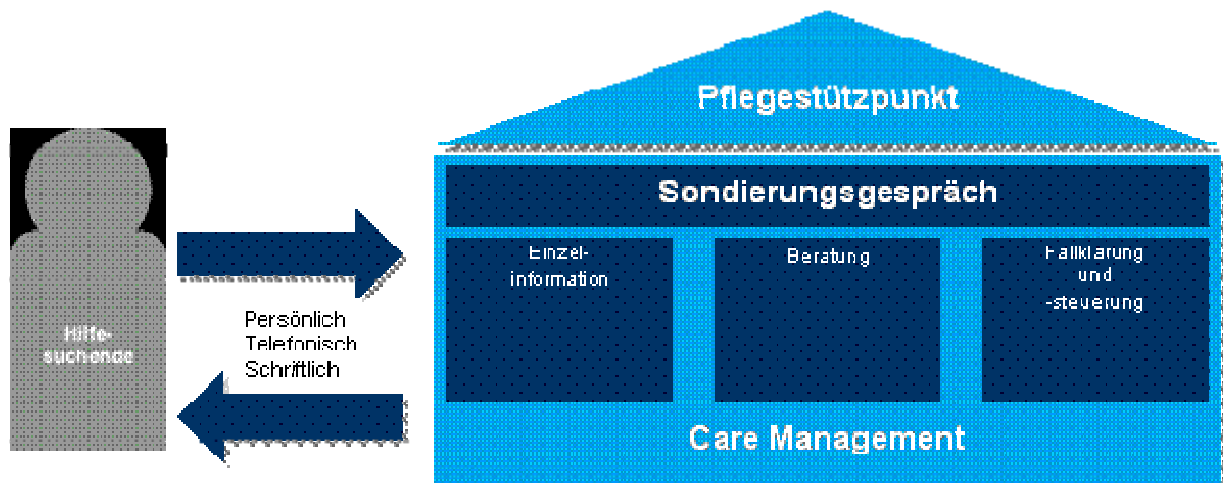 Pflegestützpunkt
Sondierungsgespräch
Einzel-
information
Beratung
Fallklärung
und
-steuerung
Persönlich
Telefonisch
Schriftlich
Hilfe-
suchende
Care Management